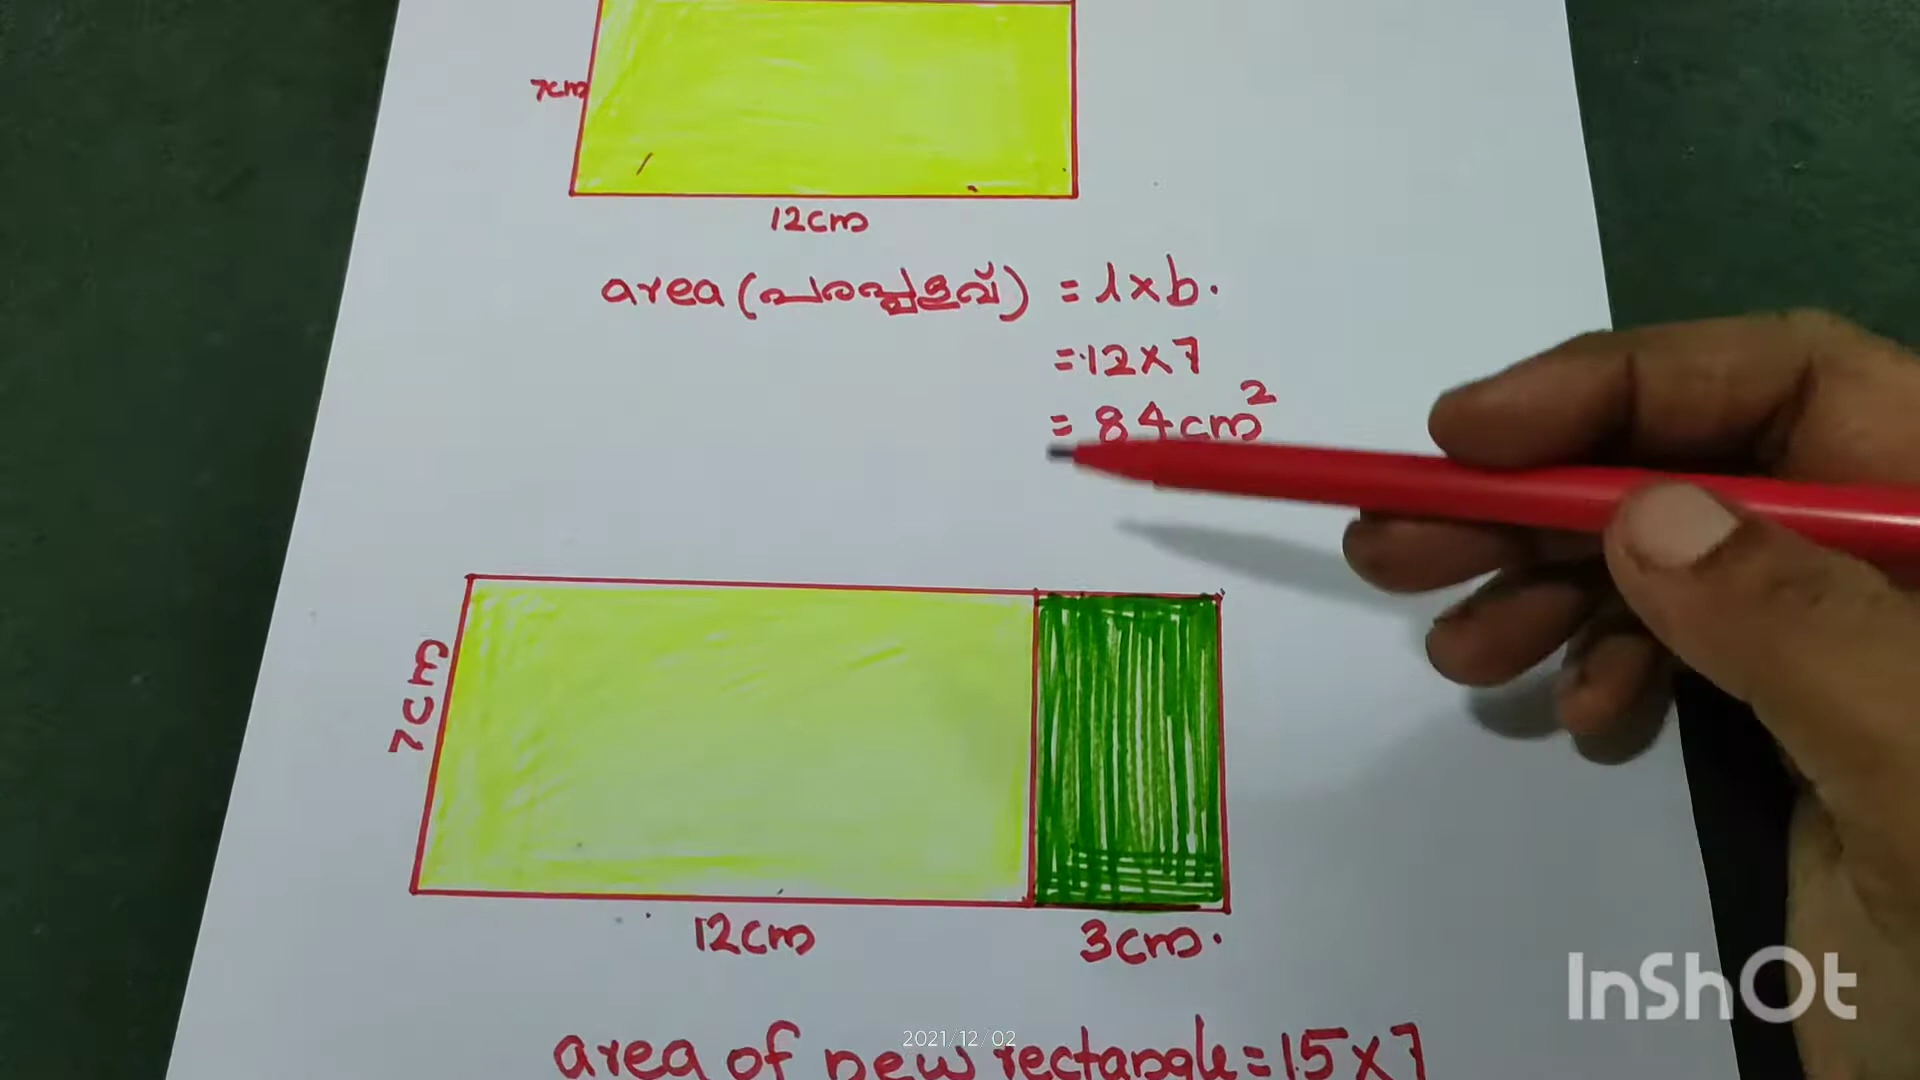 7cm
12cm
area (പരപ്പളവ്) = l x b.
= 12 x 7
= 84 cm²
7cm
12cm
3cm.
area of new rectangle = 15 x 7
2021/12/02
InShOt